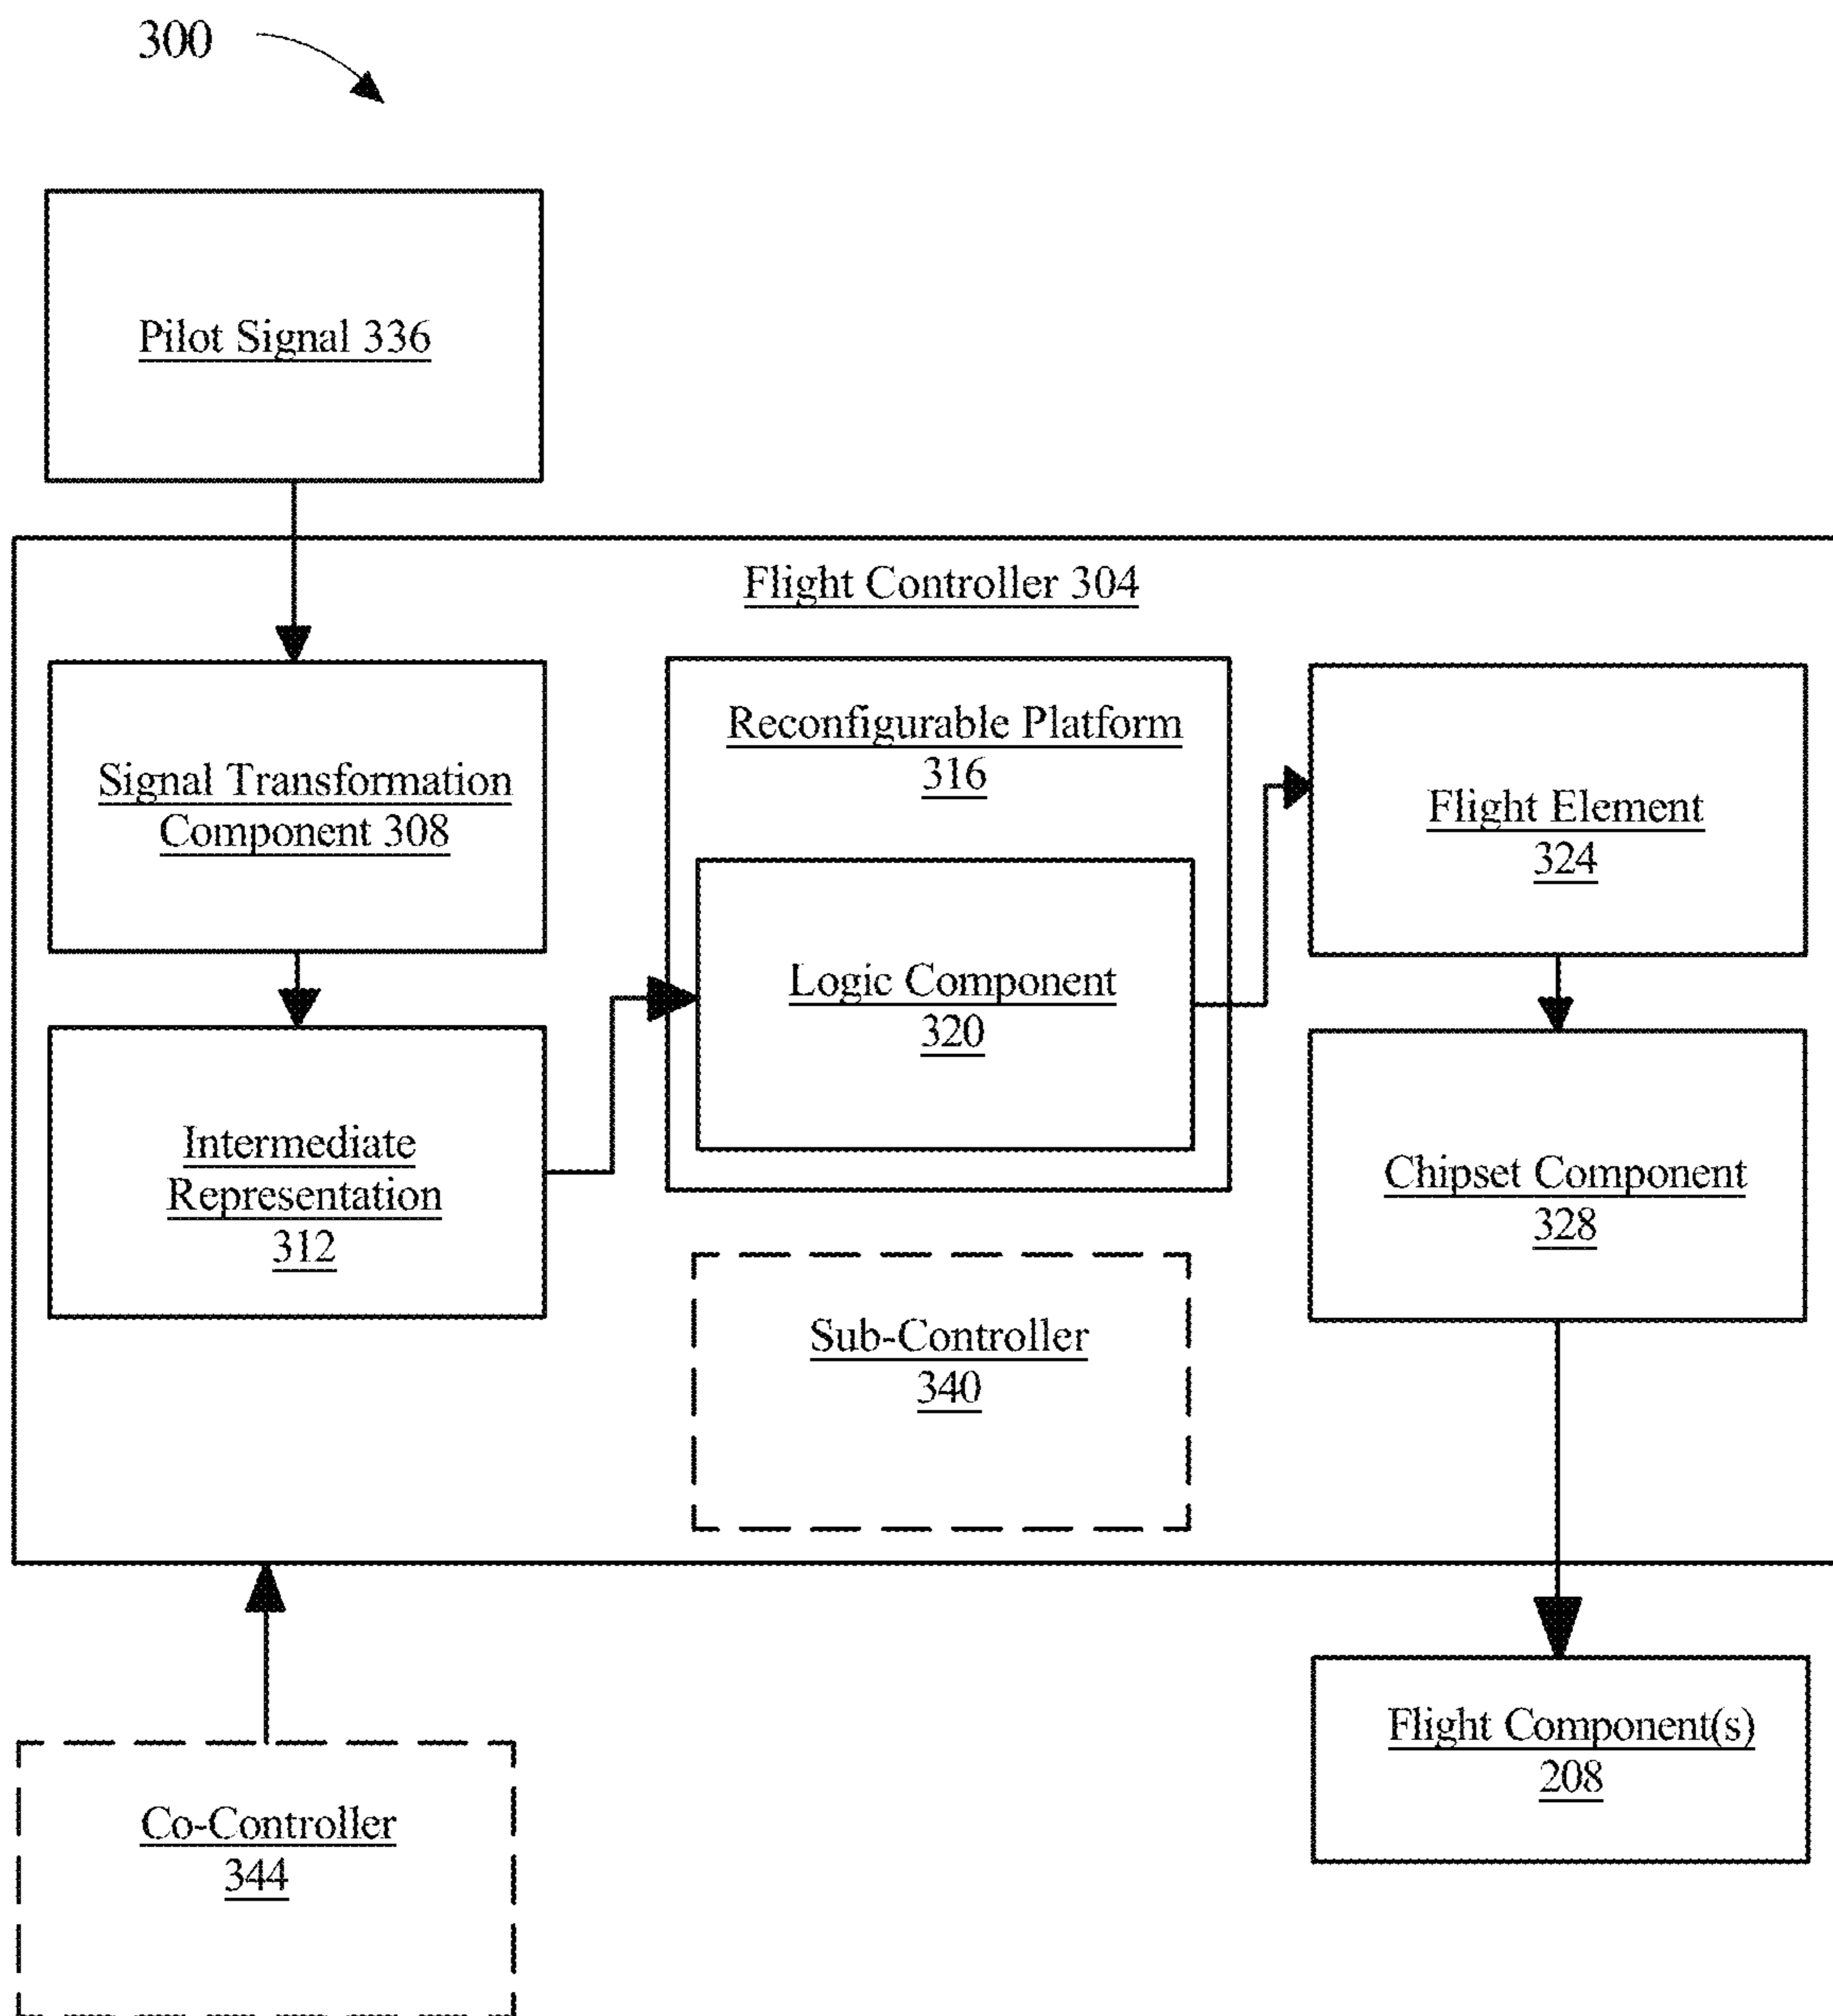 300
Pilot Signal 336
Flight Controller 304
Signal Transformation
Component 308
Intermediate
Representation
312
Reconfigurable Platform
316
Logic Component
320
Sub-Controller
340
Flight Element
324
Chipset Component
328
Co-Controller
344
Flight Component(s)
208